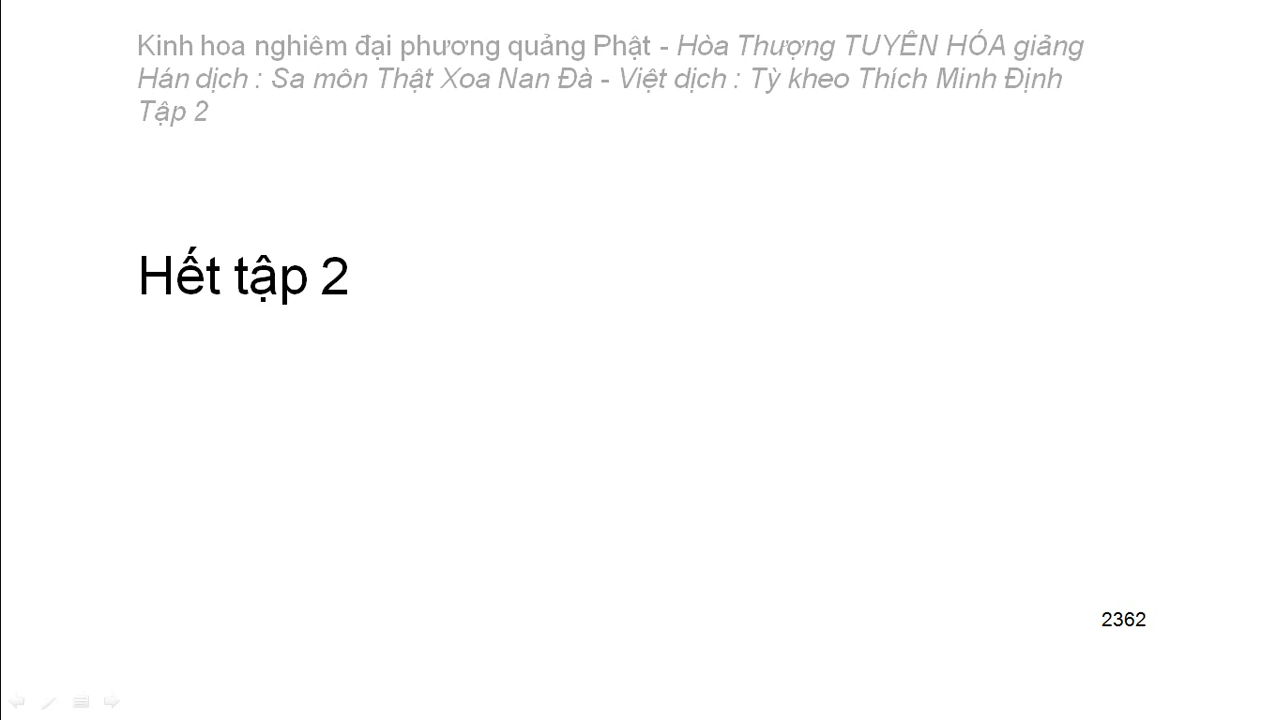 Kinh hoa nghiêm đại phương quảng Phật - Hòa Thượng TUYÊN HÓA giảng
Hán dịch : Sa môn Thật Xoa Nan Đà - Việt dịch : Tỳ kheo Thích Minh Định
Tập 2
Hết tập 2
2362